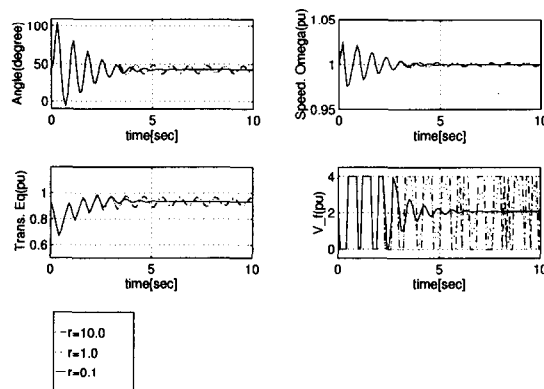 Angle(degree)
100
50
0
0
5
10
time[sec]
Speed. Omega(pu)
1.05
1
0.95
0
5
10
time[sec]
Trans. Eq(pu)
1
0.8
0.6
0
5
10
time[sec]
V_f(pu)
4
2
0
0
5
10
time[sec]
r=10.0
r=1.0
r=0.1